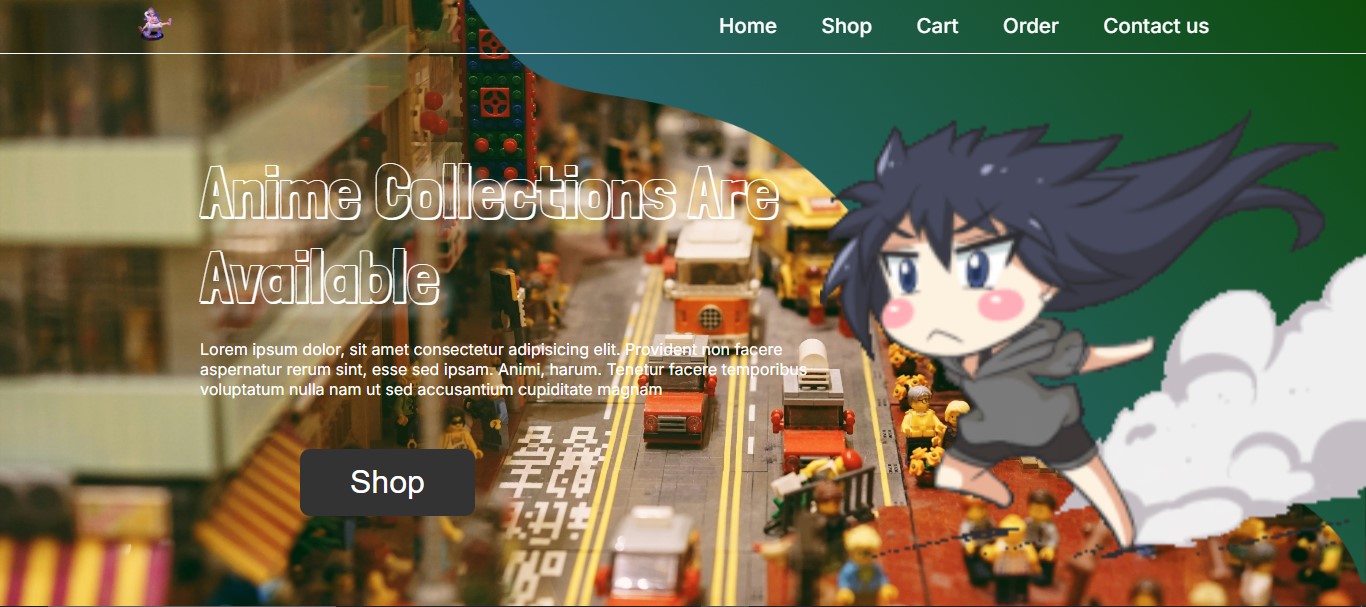 Home Shop Cart Order Contact us
Anime Collections Are
Available
Lorem ipsum dolor, sit amet consectetur adipisicing elit. Provident non facere
aspernatur rerum sint, esse sed ipsam. Animi, harum. Tenetur facere temporibus
voluptatum nulla nam ut sed accusantium cupiditate magnam
Shop